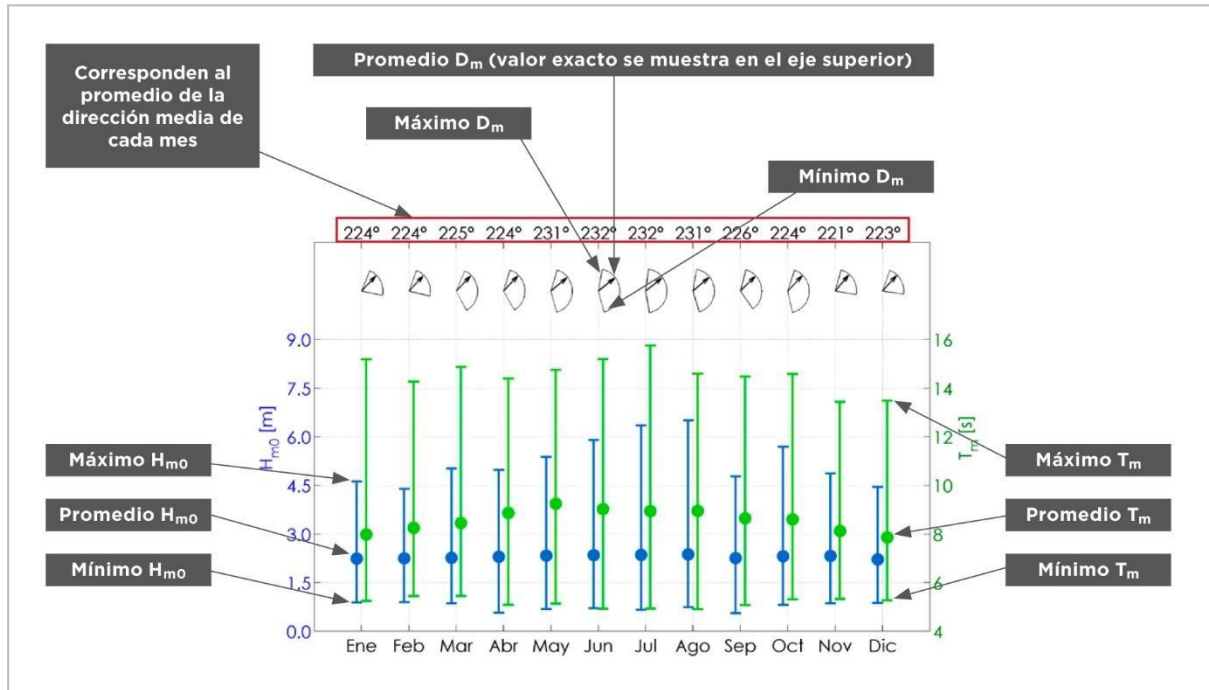 Corresponden al
promedio de la
dirección media de
cada mes
Promedio Dm (valor exacto se muestra en el eje superior)
Máximo Dm
Mínimo Dm
224° 224° 225° 224° 231° 232° 232° 231° 226° 224° 221° 223°
9.0
7.5
6.0
4.5
3.0
1.5
0.0
Hm0 [m]
16
14
12
10
8
6
4
Tm [s]
Máximo Hm0
Promedio Hm0
Mínimo Hm0
Máximo Tm
Promedio Tm
Mínimo Tm
Ene Feb Mar Abr May Jun Jul Ago Sep Oct Nov Dic